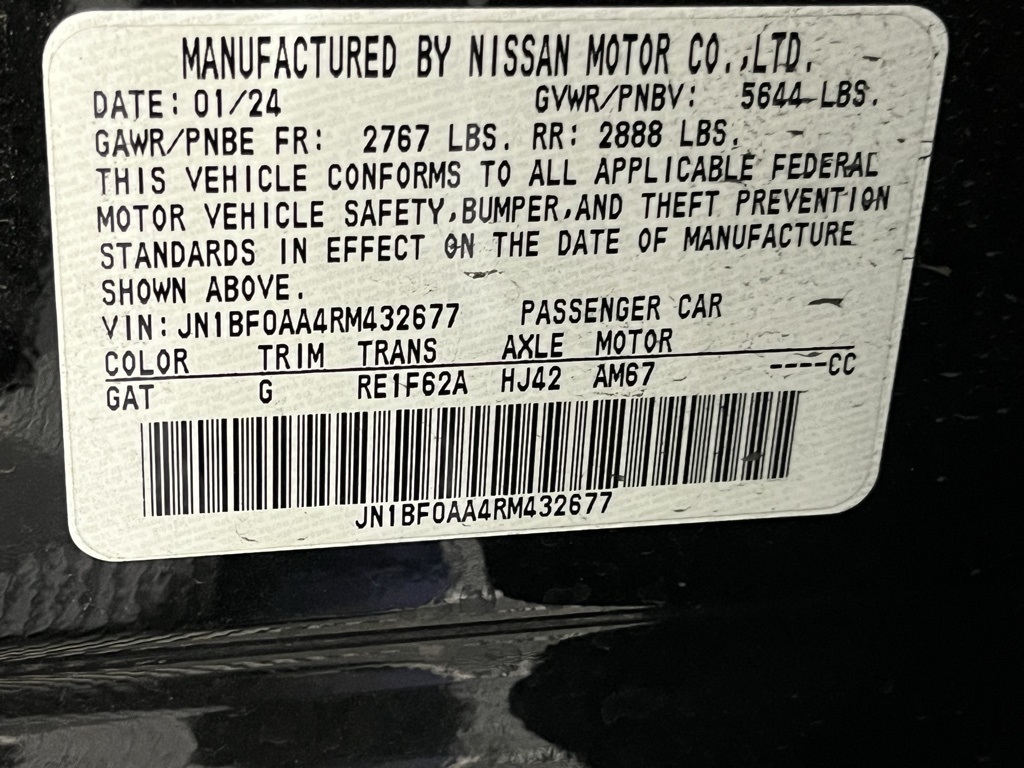 MANUFACTURED BY NISSAN MOTOR CO.,LTD.
DATE: 01/24 GVWR/PNBV: 5644 LBS.
GAWR/PNBE FR: 2767 LBS. RR: 2888 LBS.
THIS VEHICLE CONFORMS TO ALL APPLICABLE FEDERAL
MOTOR VEHICLE SAFETY,BUMPER,AND THEFT PREVENTION
STANDARDS IN EFFECT ON THE DATE OF MANUFACTURE
SHOWN ABOVE.
VIN: JN1BF0AA4RM432677 PASSENGER CAR
COLOR TRIM TRANS AXLE MOTOR
GAT G RE1F62A HJ42 AM67 ----CC
JN1BF0AA4RM432677